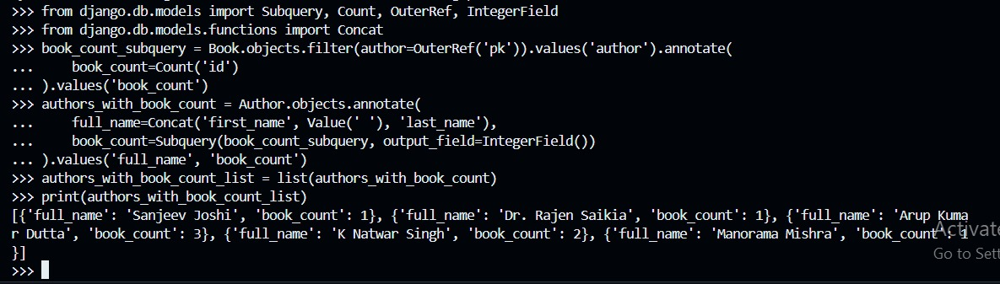 >>> from django.db.models import Subquery, Count, OuterRef, IntegerField
>>> from django.db.models.functions import Concat
>>> book_count_subquery = Book.objects.filter(author=OuterRef('pk')).values('author').annotate(
...     book_count=Count('id')
... ).values('book_count')
>>> authors_with_book_count = Author.objects.annotate(
...     full_name=Concat('first_name', Value(' '), 'last_name'),
...     book_count=Subquery(book_count_subquery, output_field=IntegerField())
... ).values('full_name', 'book_count')
>>> authors_with_book_count_list = list(authors_with_book_count)
>>> print(authors_with_book_count_list)
[{'full_name': 'Sanjeev Joshi', 'book_count': 1}, {'full_name': 'Dr. Rajen Saikia', 'book_count': 1}, {'full_name': 'Arup Kuma
r Dutta', 'book_count': 3}, {'full_name': 'K Natwar Singh', 'book_count': 2}, {'full_name': 'Manorama Mishra', 'book_count': 1
}]
>>>
Activate
Go to Sett